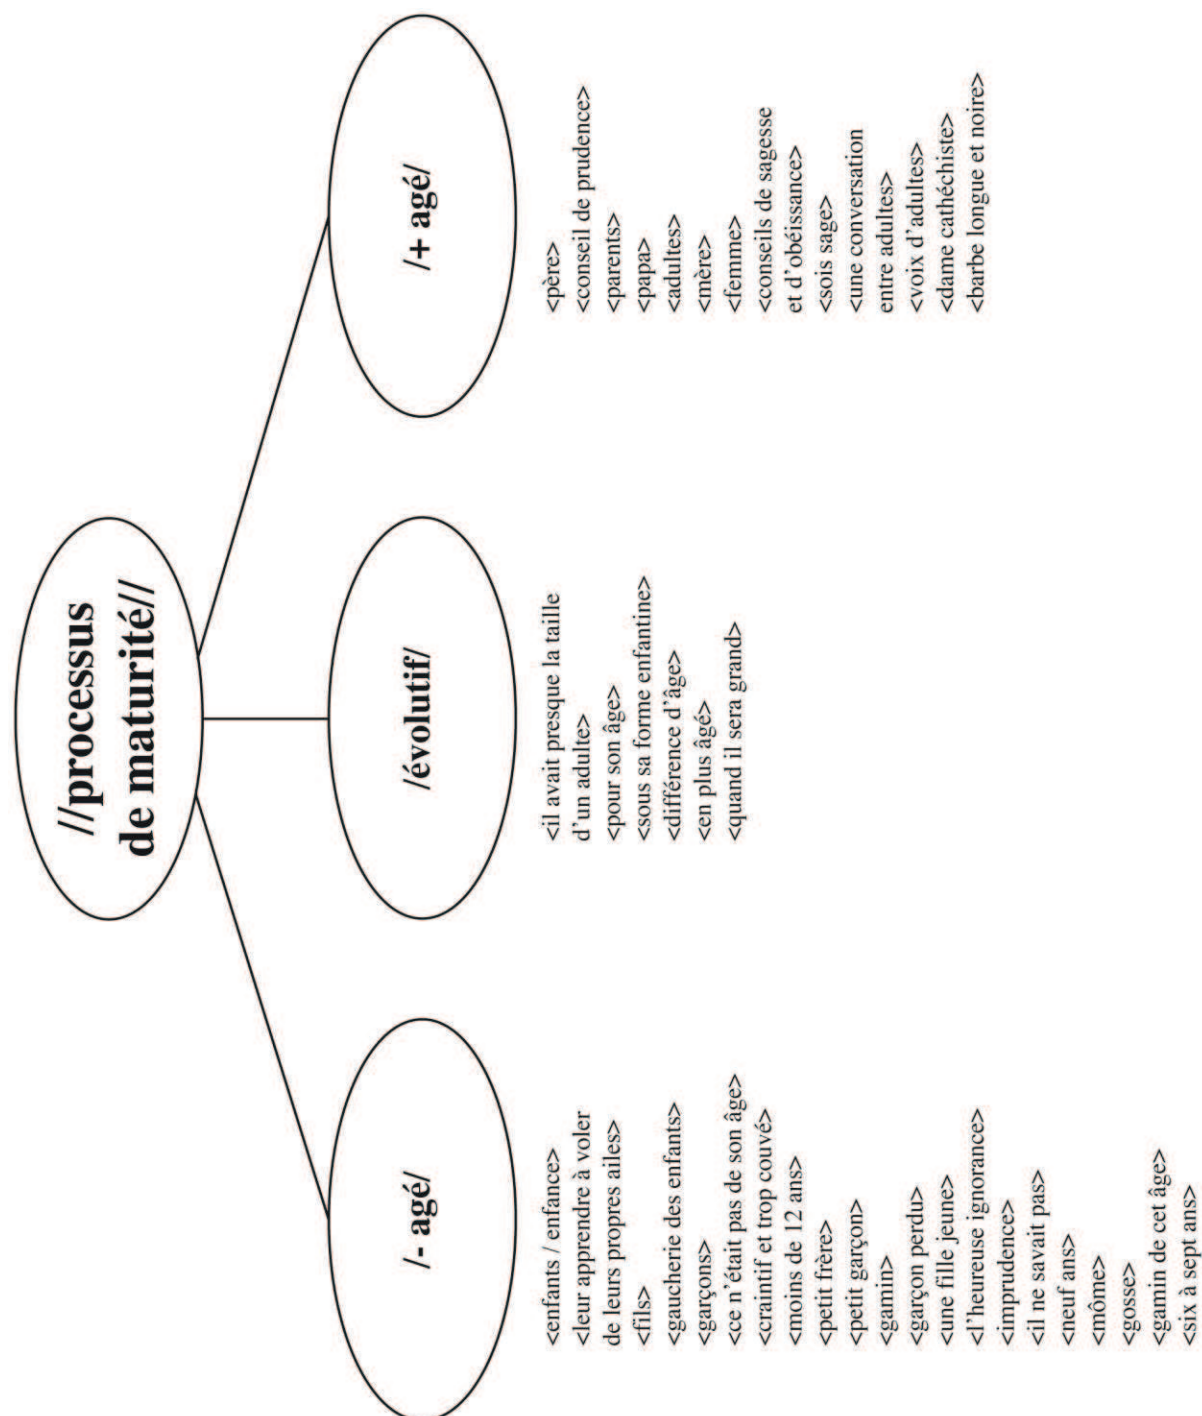 //processus
de maturité//
/- agé/
<enfants / enfance>
<leur apprendre à voler
de leurs propres ailes>
<fils>
<gaucherie des enfants>
<garçons>
<ce n'était pas de son âge>
<craintif et trop couvé>
<moins de 12 ans>
<petit frère>
<petit garçon>
<gamin>
<garçon perdu>
<une fille jeune>
<l'heureuse ignorance>
<imprudence>
<il ne savait pas>
<neuf ans>
<môme>
<gosse>
<gamin de cet âge>
<six à sept ans>
/évolutif/
<il avait presque la taille
d'un adulte>
<pour son âge>
<sous sa forme enfantine>
<différence d'âge>
<en plus âgé>
<quand il sera grand>
/+ agé/
<père>
<conseil de prudence>
<parents>
<papa>
<adultes>
<mère>
<femme>
<conseils de sagesse
et d'obéissance>
<sois sage>
<une conversation
entre adultes>
<voix d'adultes>
<dame cathéchiste>
<barbe longue et noire>